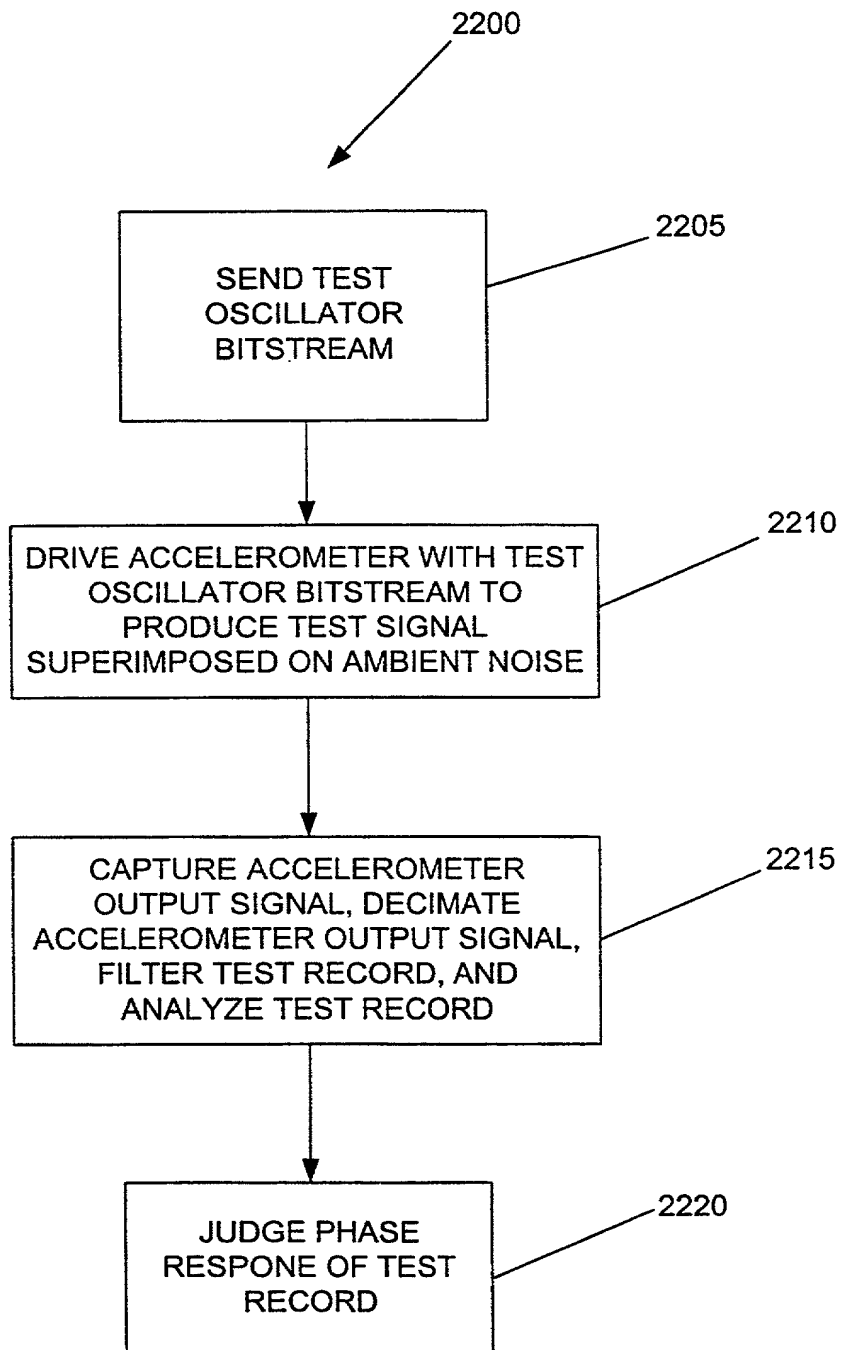 2200
2205
SEND TEST
OSCILLATOR
BITSTREAM
2210
DRIVE ACCELEROMETER WITH TEST
OSCILLATOR BITSTREAM TO
PRODUCE TEST SIGNAL
SUPERIMPOSED ON AMBIENT NOISE
2215
CAPTURE ACCELEROMETER
OUTPUT SIGNAL, DECIMATE
ACCELEROMETER OUTPUT SIGNAL,
FILTER TEST RECORD, AND
ANALYZE TEST RECORD
2220
JUDGE PHASE
RESPONE OF TEST
RECORD